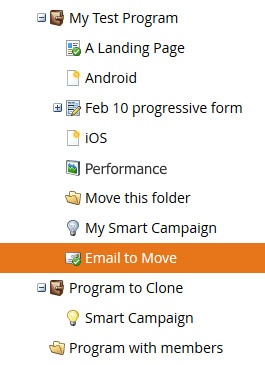 My Test Program
A Landing Page
Android
Feb 10 progressive form
iOS
Performance
Move this folder
My Smart Campaign
Email to Move
Program to Clone
Smart Campaign
Program with members